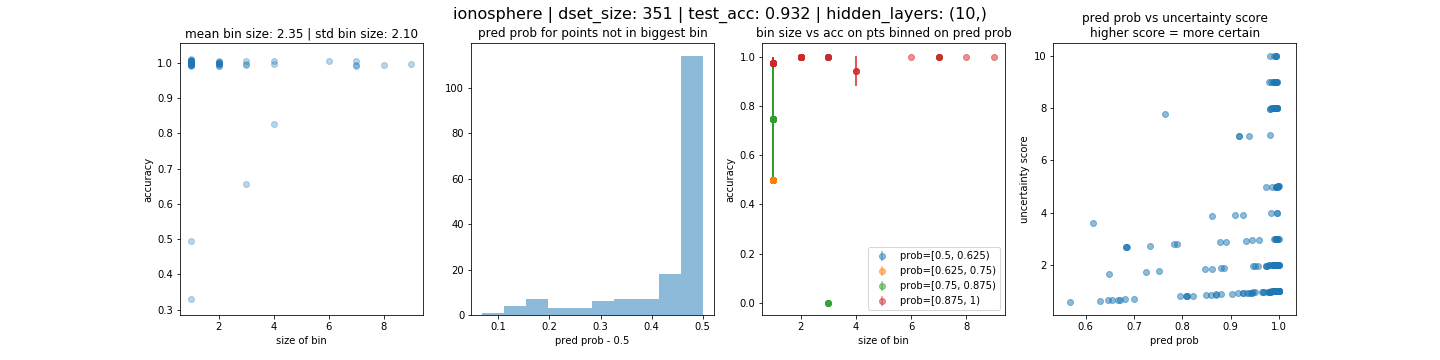 ionosphere | dset_size: 351 | test_acc: 0.932 | hidden_layers: (10,)
mean bin size: 2.35 | std bin size: 2.10
accuracy
1.0
0.9
0.8
0.7
0.6
0.5
0.4
0.3
2 4 6 8
size of bin
pred prob for points not in biggest bin
100
80
60
40
20
0
0.1 0.2 0.3 0.4 0.5
pred prob - 0.5
bin size vs acc on pts binned on pred prob
accuracy
1.0
0.8
0.6
0.4
0.2
0.0
prob=[0.5, 0.625)
prob=[0.625, 0.75)
prob=[0.75, 0.875)
prob=[0.875, 1)
2 4 6 8
size of bin
pred prob vs uncertainty score
higher score = more certain
uncertainty score
10
8
6
4
2
0.6 0.7 0.8 0.9 1.0
pred prob